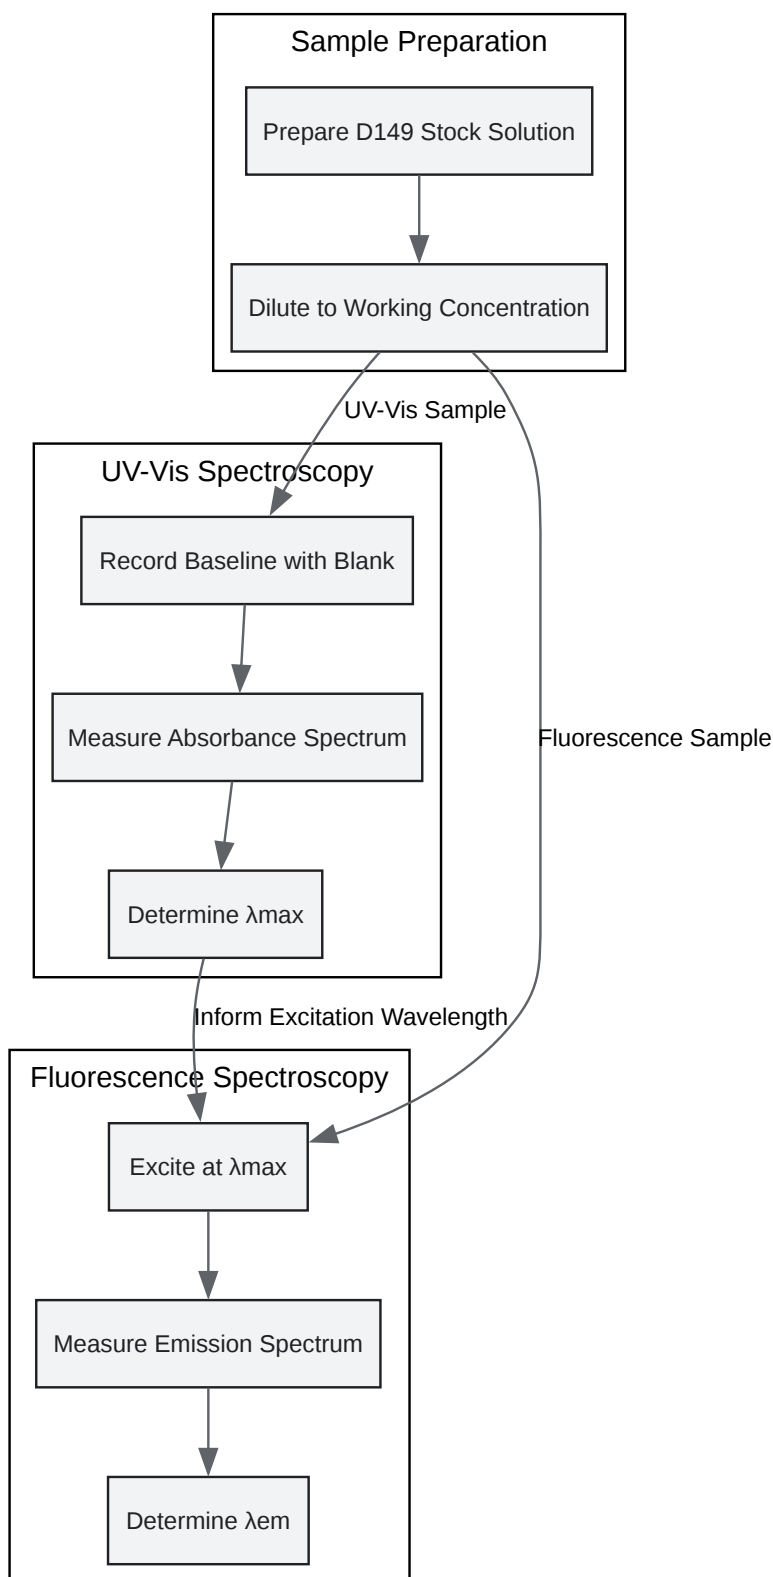 Sample Preparation
Prepare D149 Stock Solution
Dilute to Working Concentration
UV-Vis Sample
UV-Vis Spectroscopy
Record Baseline with Blank
Measure Absorbance Spectrum
Fluorescence Sample
Determine λmax
Inform Excitation Wavelength
Fluorescence Spectroscopy
Excite at λmax
Measure Emission Spectrum
Determine λem